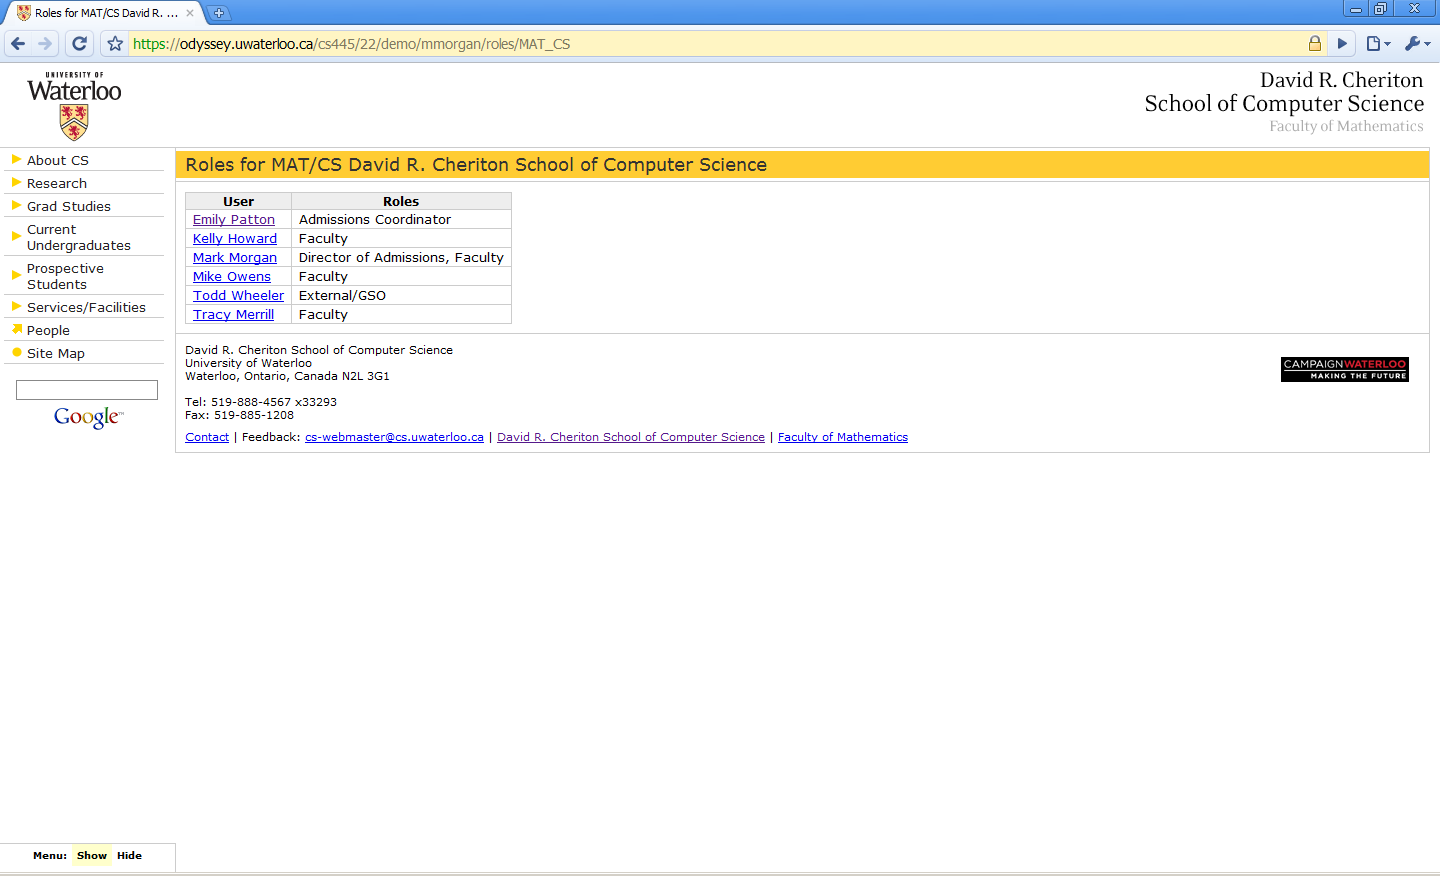 Roles for MAT/CS David R. ...
https://odyssey.uwaterloo.ca/cs445/22/demo/mmorgan/roles/MAT_CS
UNIVERSITY OF
Waterloo
David R. Cheriton
School of Computer Science
Faculty of Mathematics
About CS
Research
Grad Studies
Current
Undergraduates
Prospective
Students
Services/Facilities
People
Site Map
Google™
Roles for MAT/CS David R. Cheriton School of Computer Science
User Roles
Emily Patton Admissions Coordinator
Kelly Howard Faculty
Mark Morgan Director of Admissions, Faculty
Mike Owens Faculty
Todd Wheeler External/GSO
Tracy Merrill Faculty
David R. Cheriton School of Computer Science
University of Waterloo
Waterloo, Ontario, Canada N2L 3G1
Tel: 519-888-4567 x33293
Fax: 519-885-1208
CAMPAIGNWATERLOO
MAKING THE FUTURE
Contact | Feedback: cs-webmaster@cs.uwaterloo.ca | David R. Cheriton School of Computer Science | Faculty of Mathematics
Menu: Show Hide